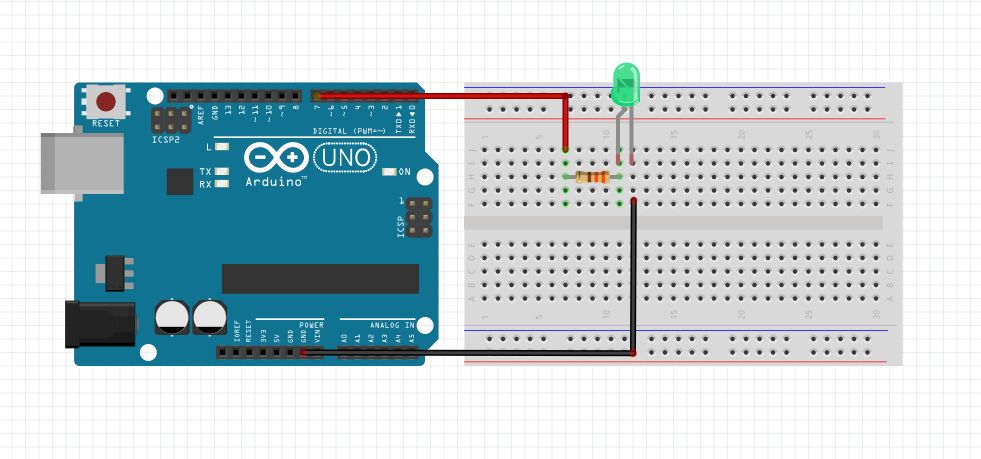 RESET
ICSP2
AREF
GND
13
12
~11
~10
~9
8
7
~6
~5
4
~3
2
TX0▶1
RX0◀0
DIGITAL (PWM=~)
L
TX
RX
UNO
Arduino™
ON
1
ICSP
IOREF
RESET
3V3
5V
GND
GND
VIN
POWER
ANALOG IN
A0
A1
A2
A3
A4
A5
1 5 10 15 20 25 30
J J
I I
H H
G G
F F
E E
D D
C C
B B
A A
1 5 10 15 20 25 30